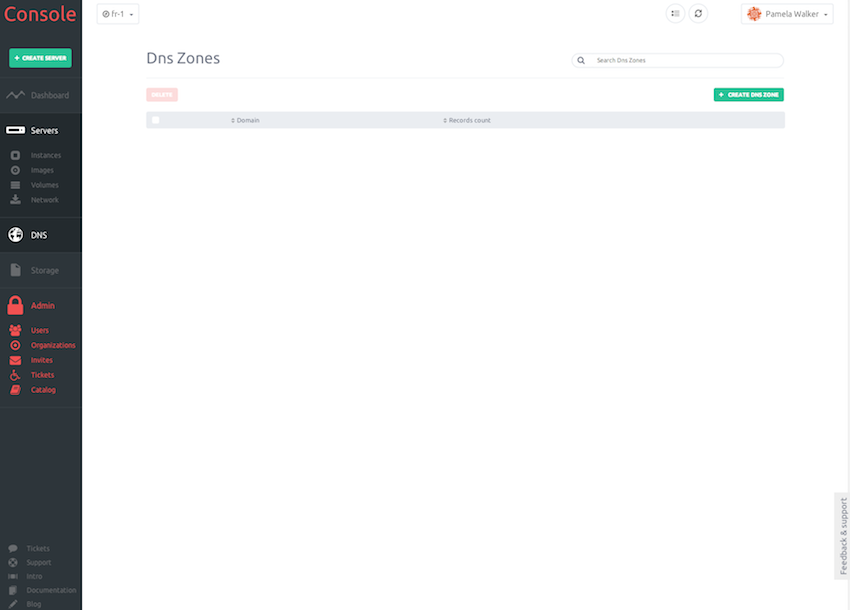 Console
fr-1
Pamela Walker
+ CREATE SERVER
Dashboard
Servers
Instances
Images
Volumes
Network
DNS
Storage
Admin
Users
Organizations
Invites
Tickets
Catalog
Tickets
Support
Intro
Documentation
Blog
Dns Zones
Search Dns Zones
DELETE
+ CREATE DNS ZONE
Domain
Records count
Feedback & support